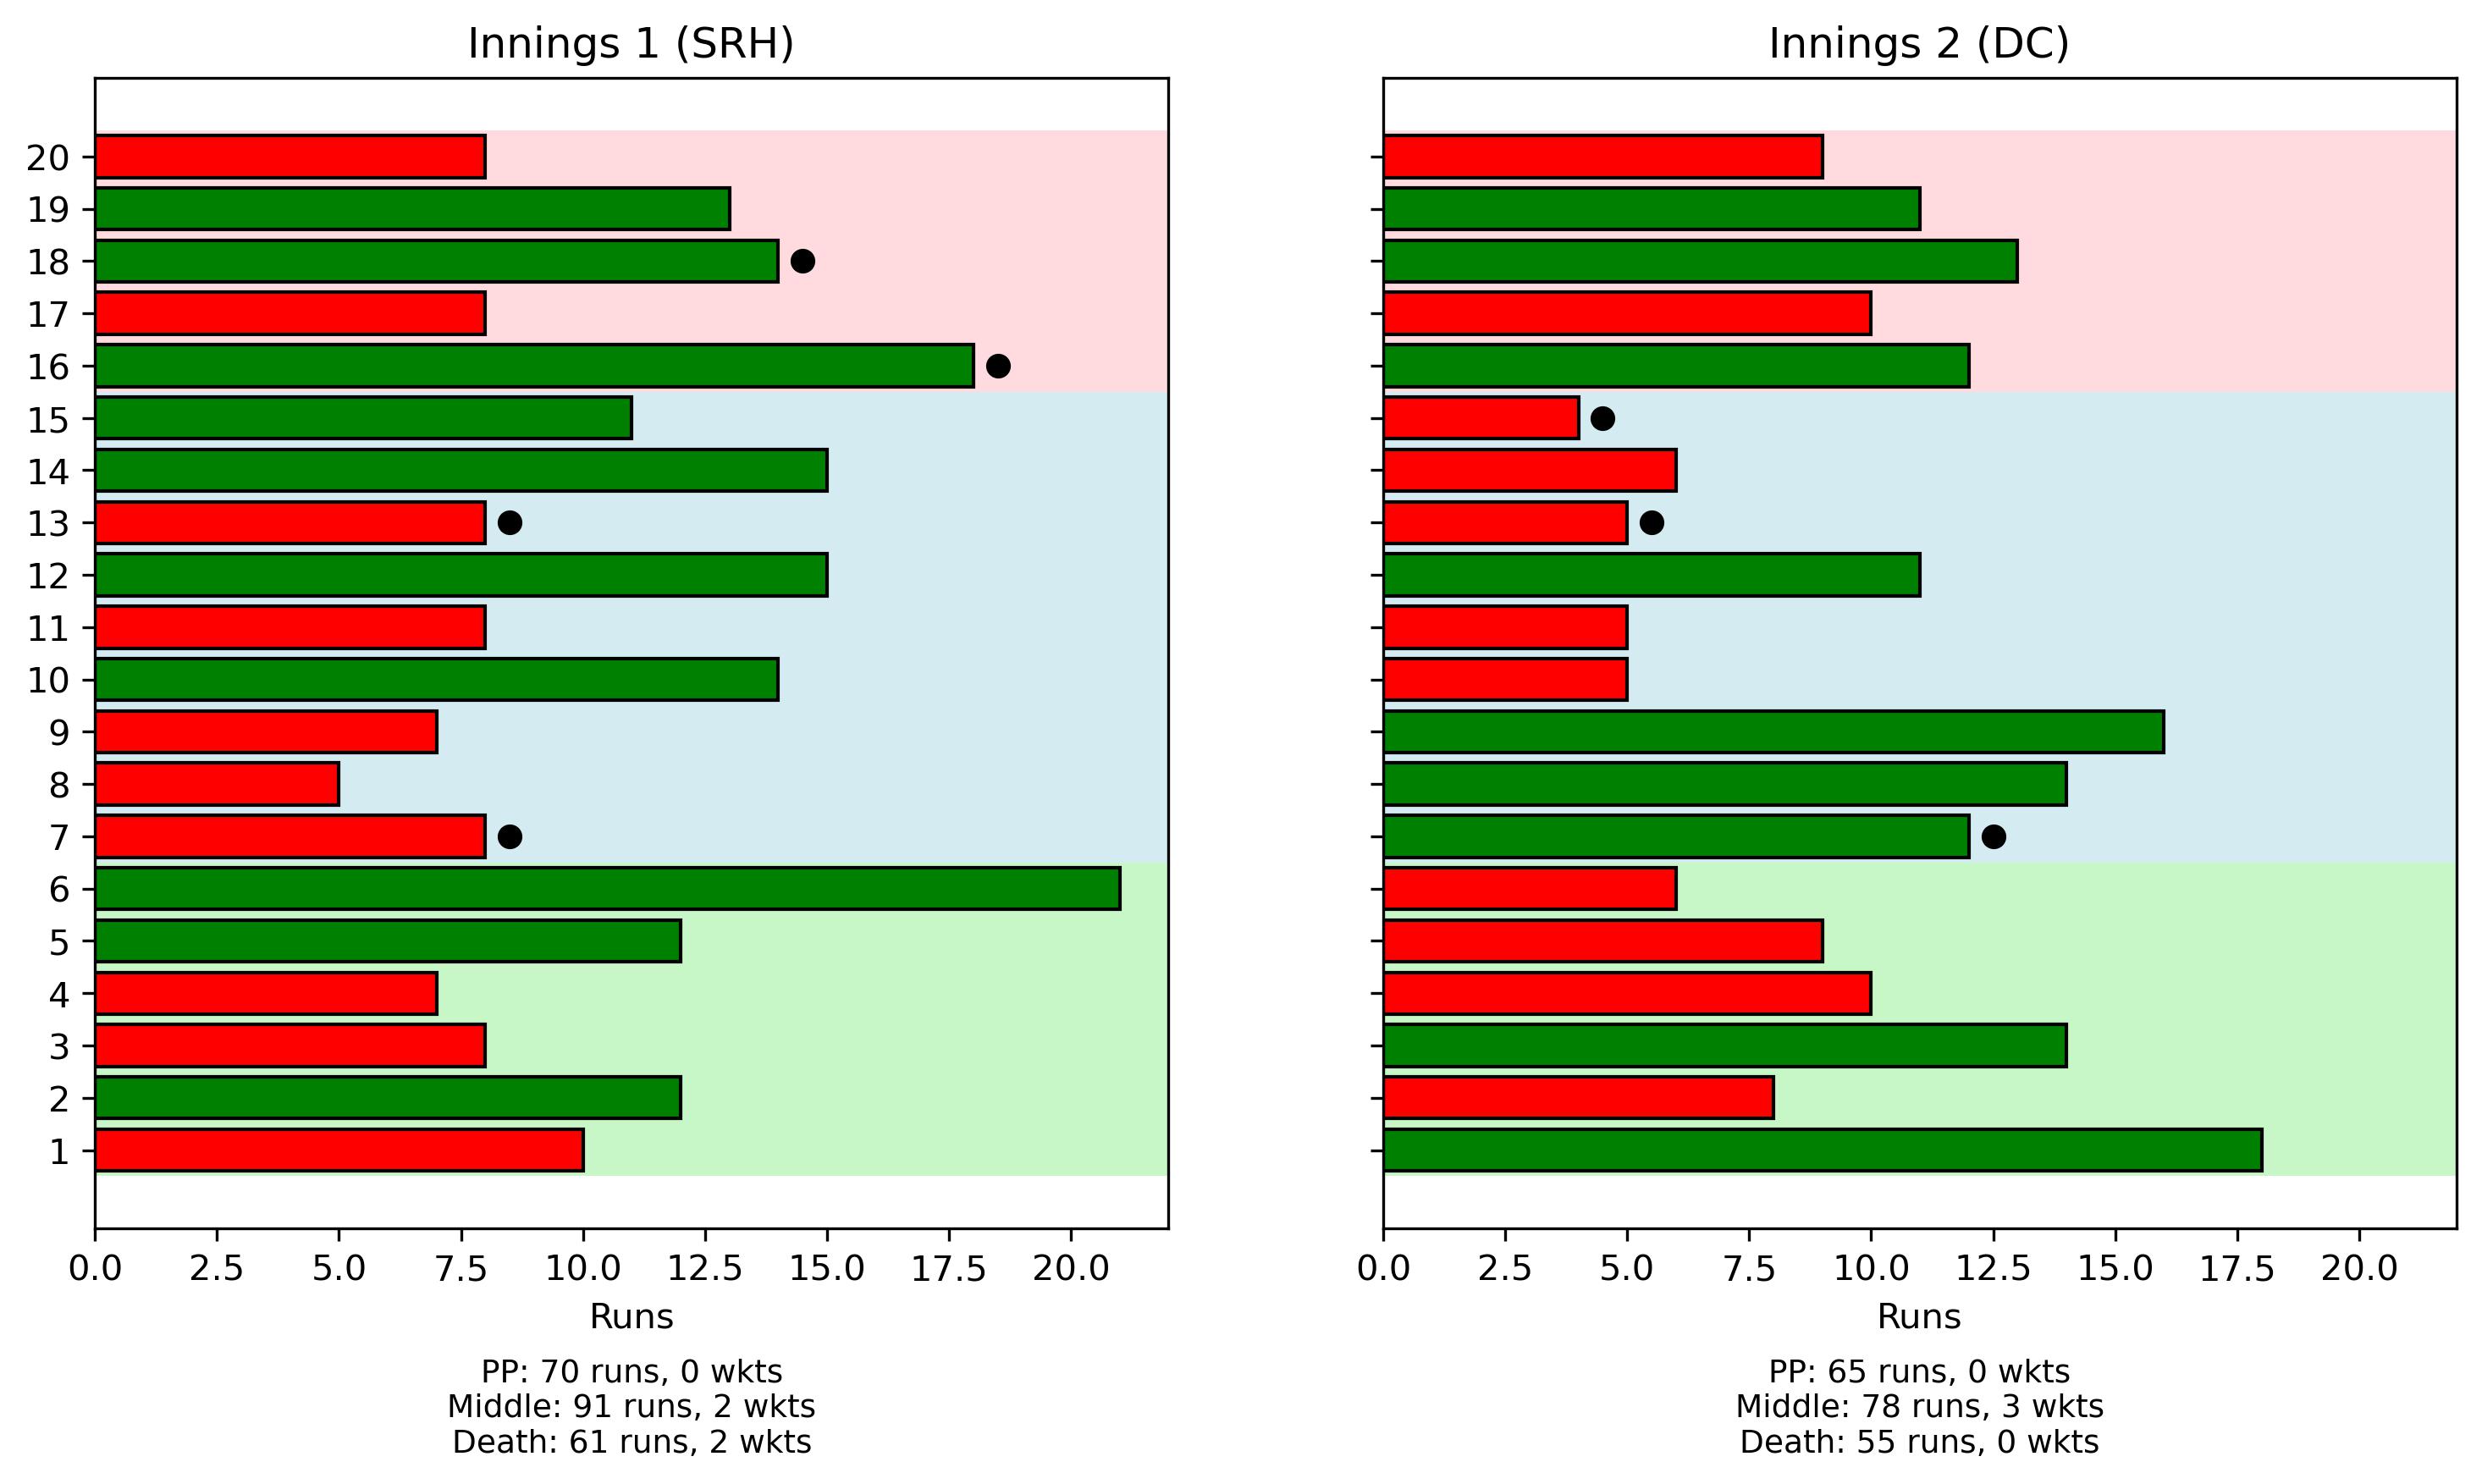 Innings 1 (SRH)
20
19
18
17
16
15
14
13
12
11
10
9
8
7
6
5
4
3
2
1
0.0 2.5 5.0 7.5 10.0 12.5 15.0 17.5 20.0
Runs
PP: 70 runs, 0 wkts
Middle: 91 runs, 2 wkts
Death: 61 runs, 2 wkts
Innings 2 (DC)
0.0 2.5 5.0 7.5 10.0 12.5 15.0 17.5 20.0
Runs
PP: 65 runs, 0 wkts
Middle: 78 runs, 3 wkts
Death: 55 runs, 0 wkts